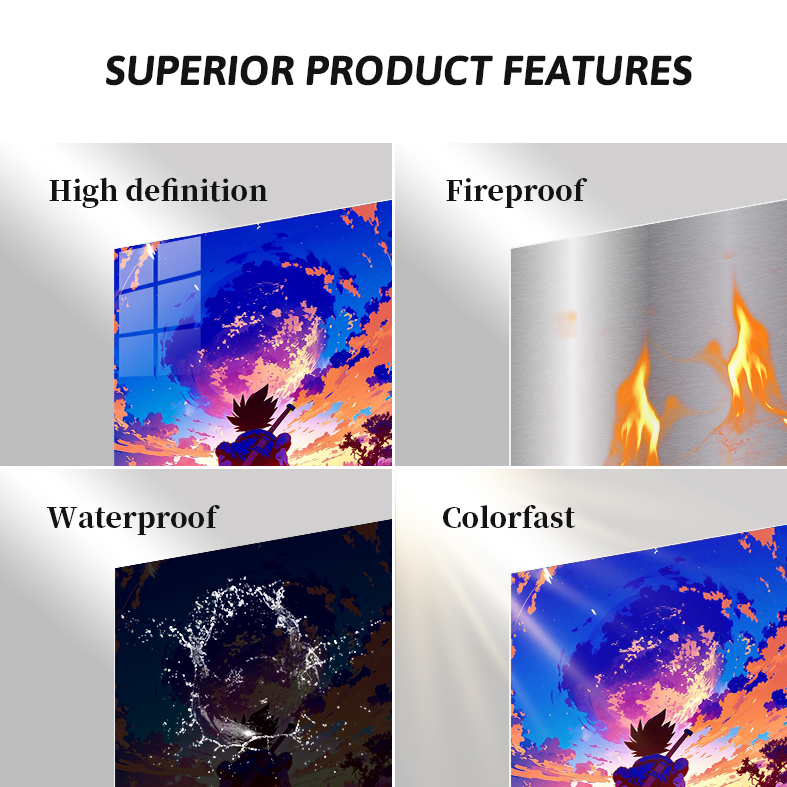 SUPERIOR PRODUCT FEATURES
High definition
Fireproof
Waterproof
Colorfast